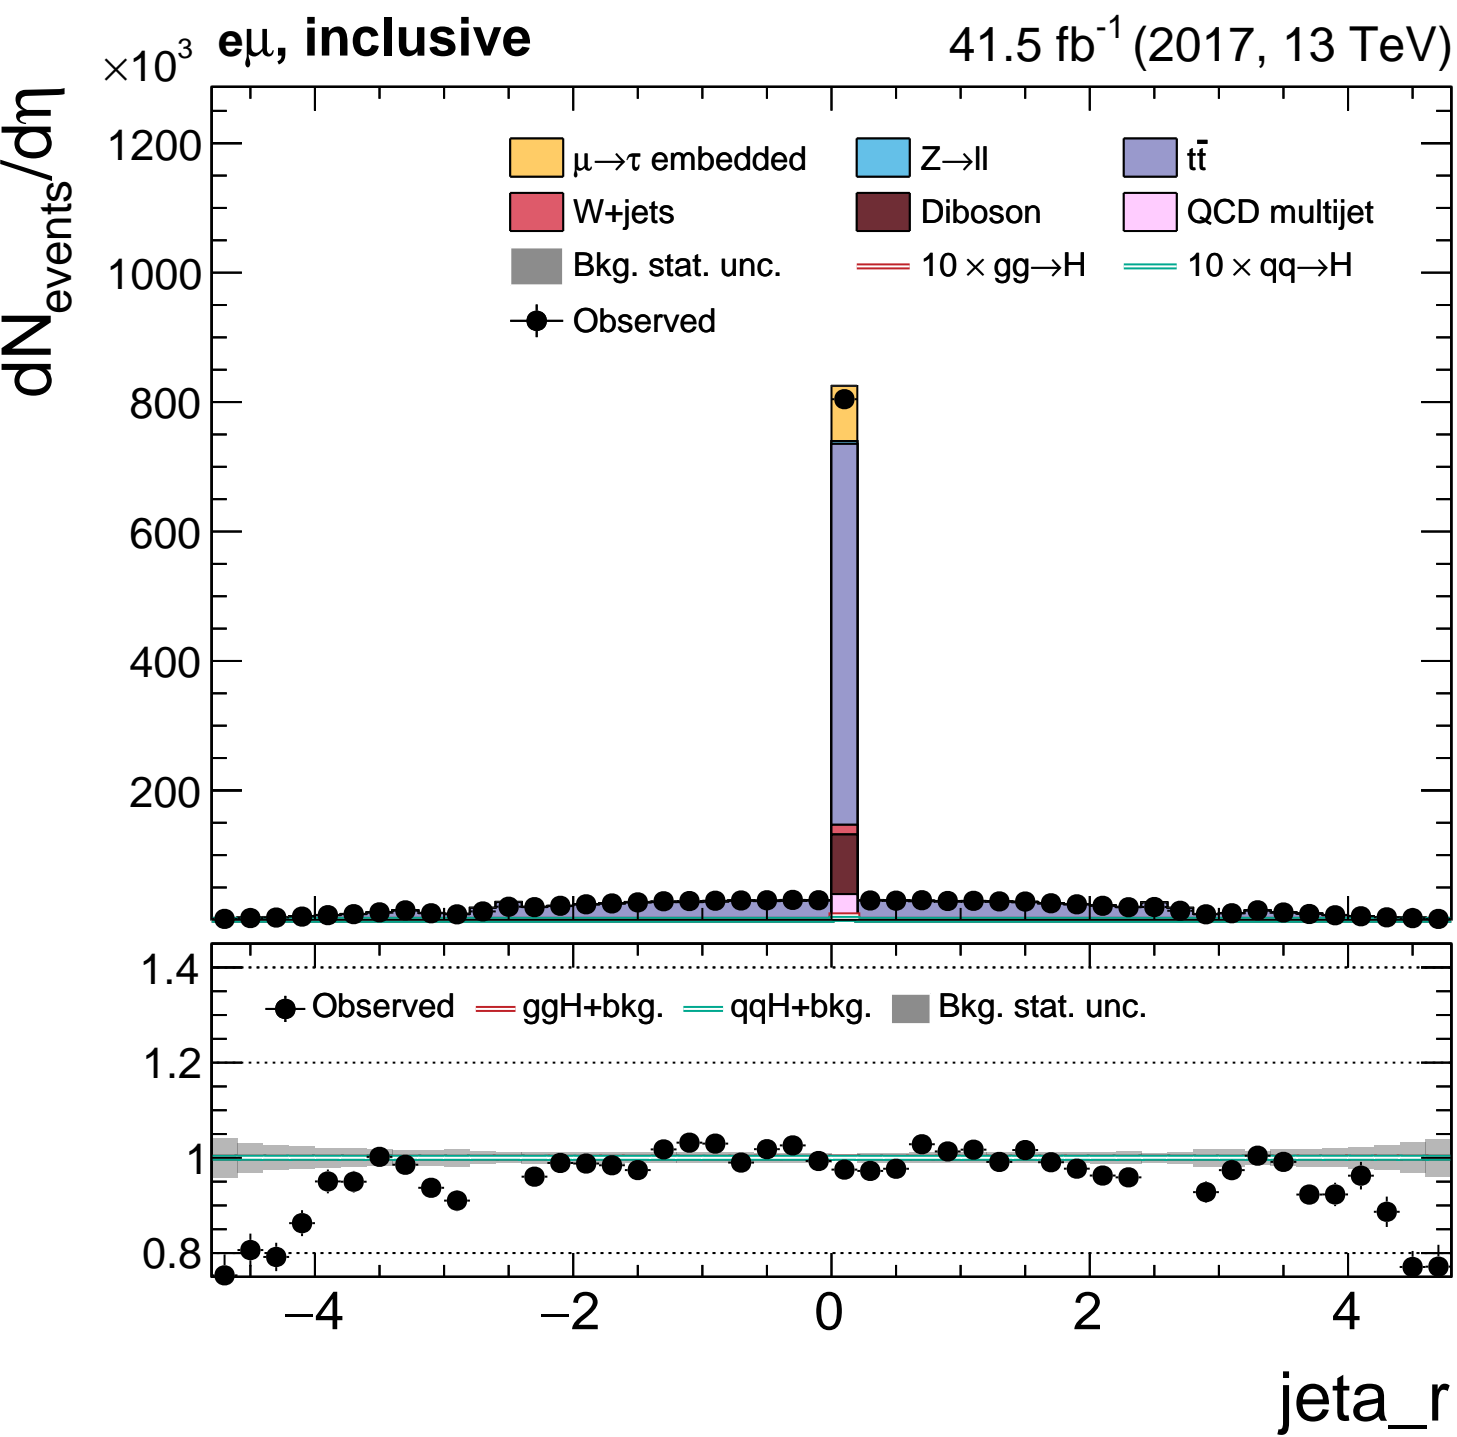 ×10³ eμ, inclusive 41.5 fb⁻¹ (2017, 13 TeV)
dN_events/dη
1200
1000
800
600
400
200
μ→τ embedded Z→ll tt̄
W+jets Diboson QCD multijet
Bkg. stat. unc. 10 × gg→H 10 × qq→H
Observed
1.4
1.2
1
0.8
Observed ggH+bkg. qqH+bkg. Bkg. stat. unc.
−4 −2 0 2 4
jeta_r